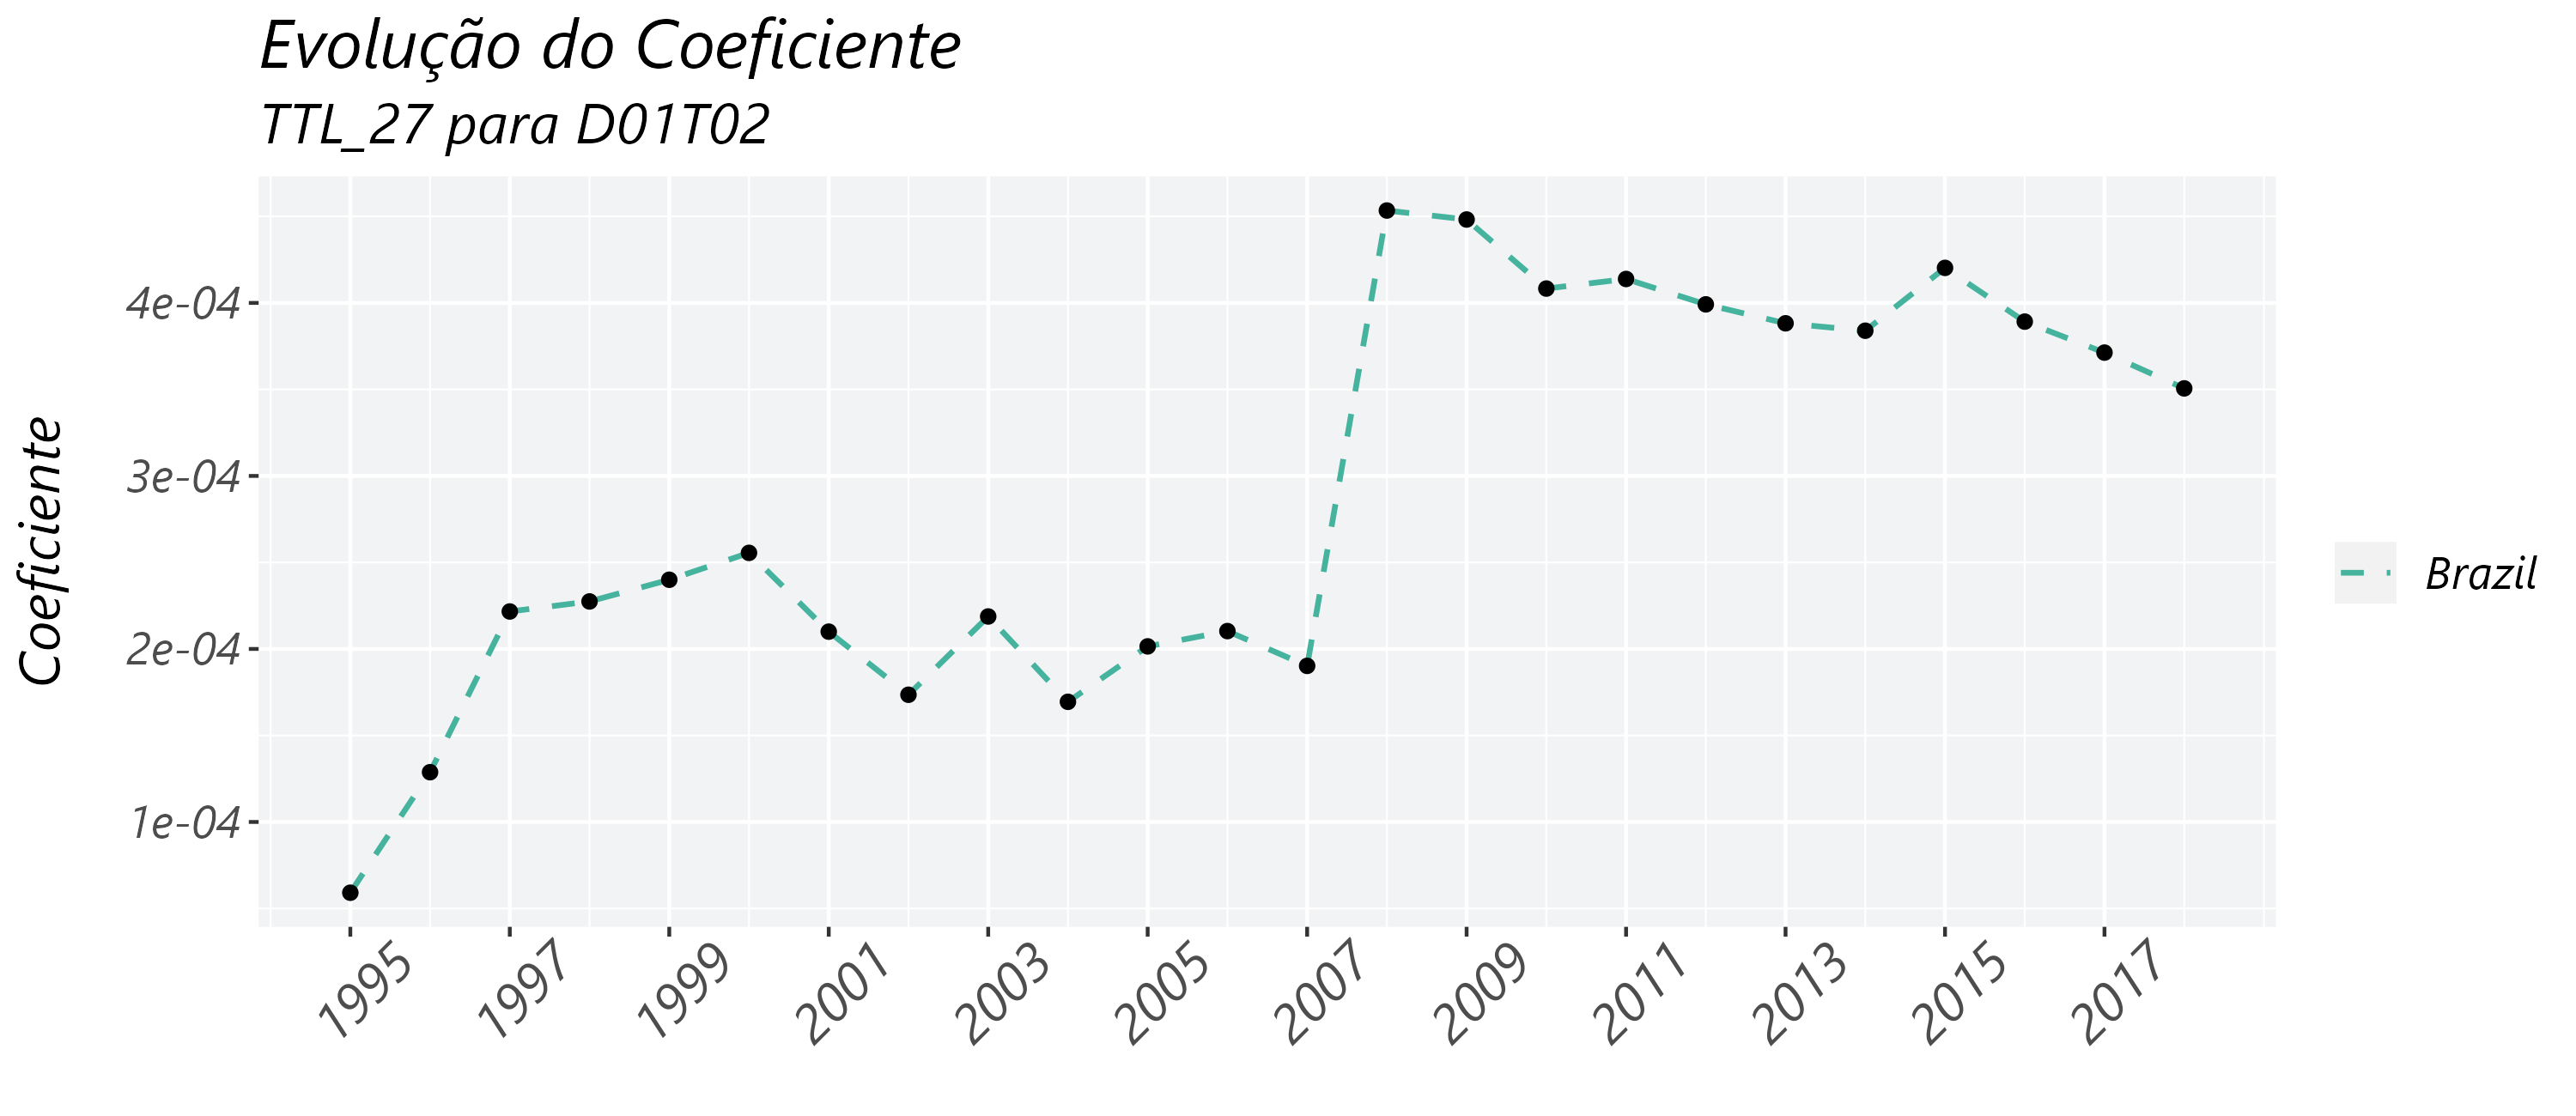 Evolução do Coeficiente
TTL_27 para D01T02
Coeficiente
4e-04
3e-04
2e-04
1e-04
1995
1997
1999
2001
2003
2005
2007
2009
2011
2013
2015
2017
Brazil